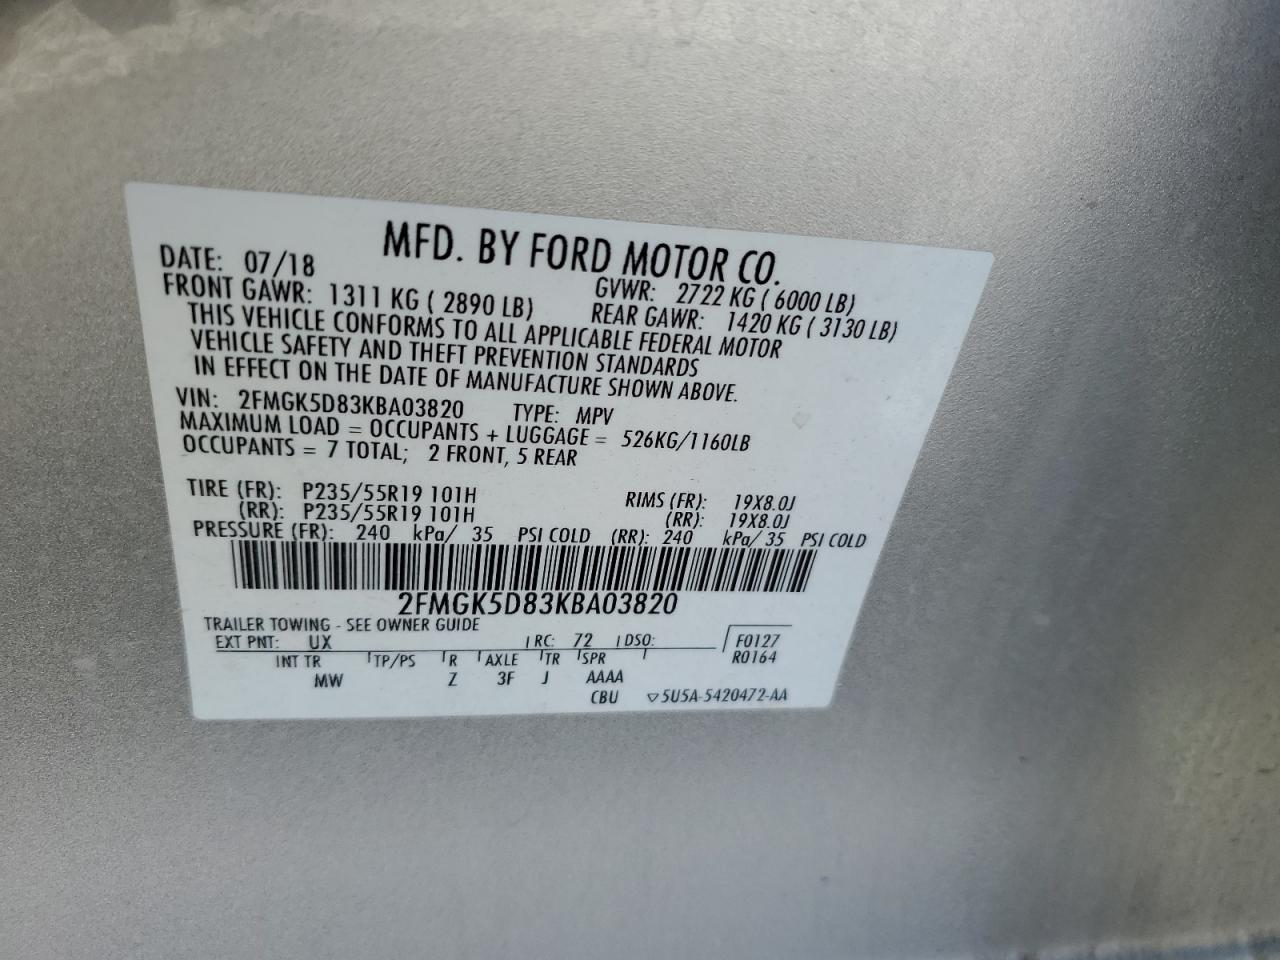 MFD. BY FORD MOTOR CO.
DATE: 07/18 GVWR: 2722 KG ( 6000 LB)
FRONT GAWR: 1311 KG ( 2890 LB) REAR GAWR: 1420 KG ( 3130 LB)
THIS VEHICLE CONFORMS TO ALL APPLICABLE FEDERAL MOTOR
VEHICLE SAFETY AND THEFT PREVENTION STANDARDS
IN EFFECT ON THE DATE OF MANUFACTURE SHOWN ABOVE.
VIN: 2FMGK5D83KBA03820 TYPE: MPV
MAXIMUM LOAD = OCCUPANTS + LUGGAGE = 526KG/1160LB
OCCUPANTS = 7 TOTAL; 2 FRONT, 5 REAR
TIRE (FR): P235/55R19 101H RIMS (FR): 19X8.0J
(RR): P235/55R19 101H (RR): 19X8.0J
PRESSURE (FR): 240 kPa/ 35 PSI COLD (RR): 240 kPa/ 35 PSI COLD
2FMGK5D83KBA03820
TRAILER TOWING - SEE OWNER GUIDE
EXT PNT: UX RC: 72 DSO: F0127
INT TR TP/PS R AXLE TR SPR R0164
MW Z 3F J AAAA
CBU ▽5U5A-5420472-AA